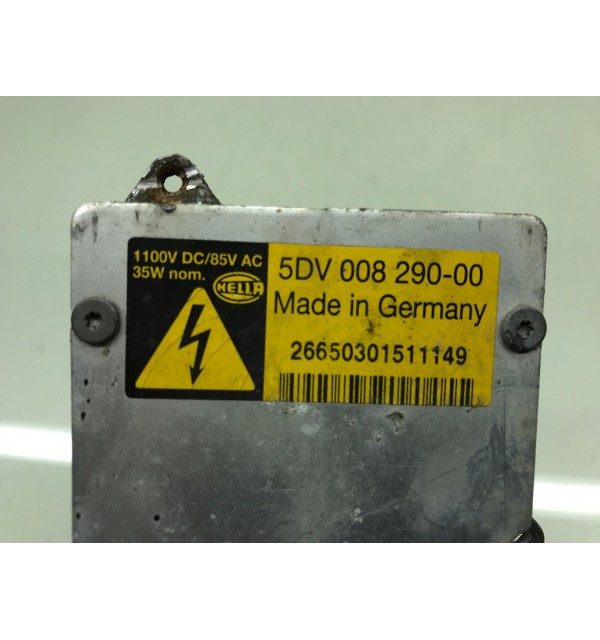 1100V DC/85V AC
35W nom.
HELLA
5DV 008 290-00
Made in Germany
26650301511149